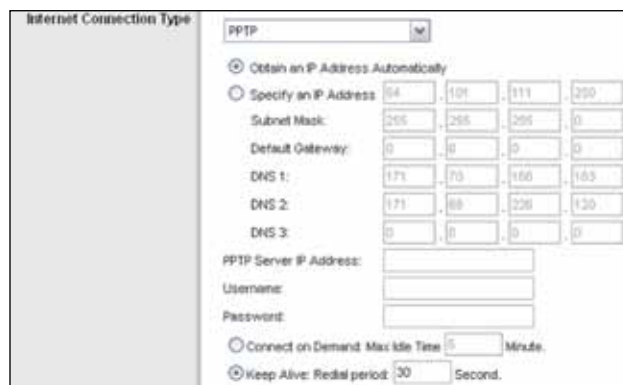 Internet Connection Type
PPTP
Obtain an IP Address Automatically
Specify an IP Address 64 . 101 . 111 . 200
Subnet Mask: 255 . 255 . 255 . 0
Default Gateway: 0 . 0 . 0 . 0
DNS 1: 171 . 70 . 168 . 183
DNS 2: 171 . 68 . 226 . 120
DNS 3: 0 . 0 . 0 . 0
PPTP Server IP Address:
Username:
Password:
Connect on Demand: Max Idle Time 5 Minute.
Keep Alive: Redial period: 30 Second.